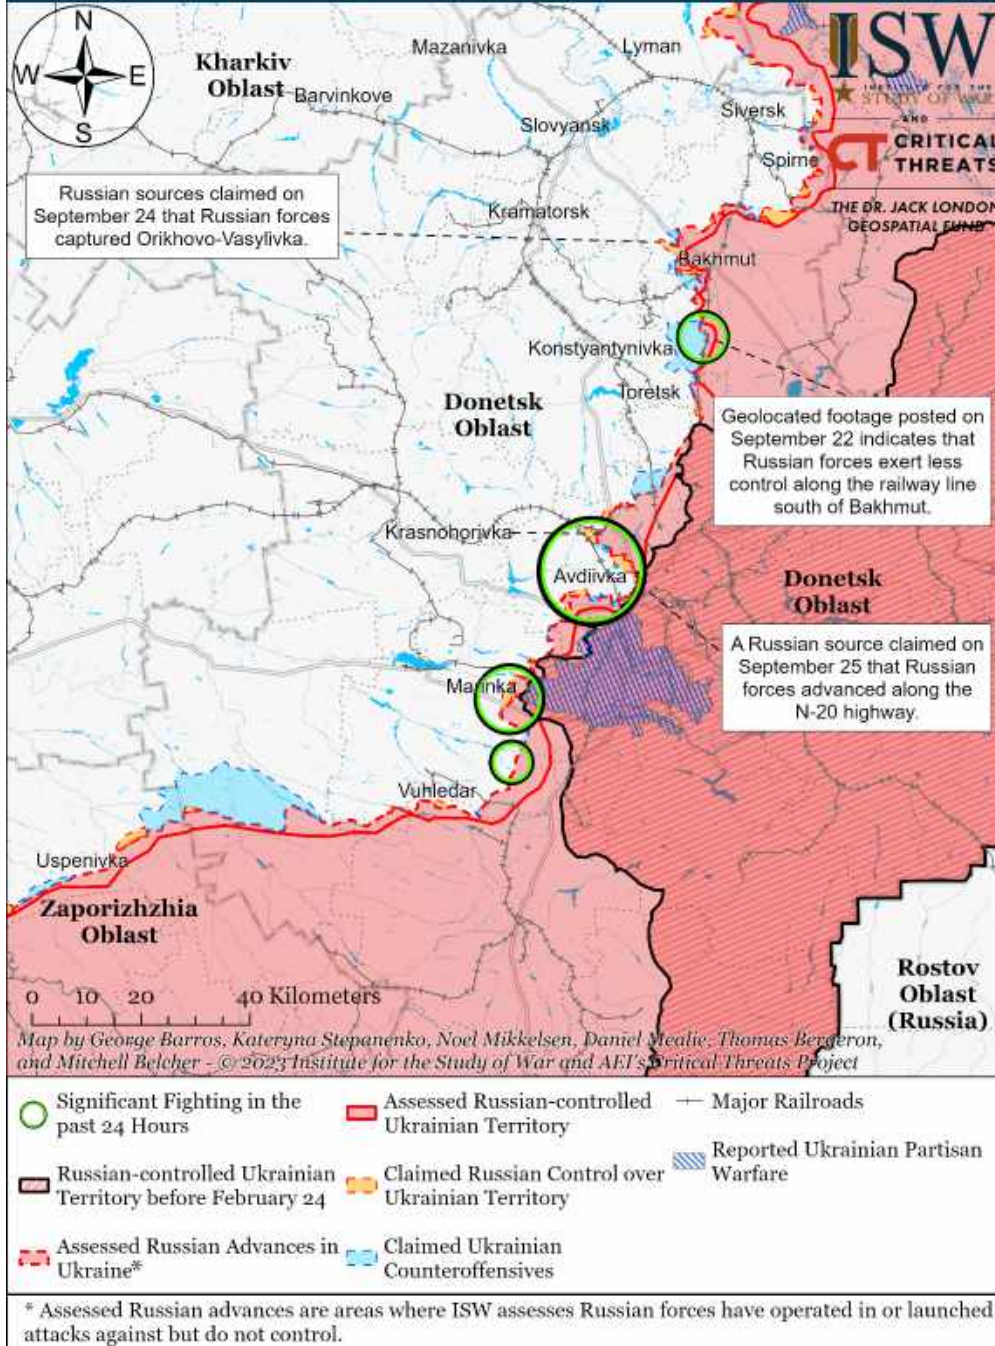 N
W
E
S
Kharkiv
Oblast
Mazanivka
Lyman
Barvinkove
Slovyansk
Siversk
Spirne
ISW
INSTITUTE FOR THE
STUDY OF WAR
AND
CT CRITICAL
THREATS
THE DR. JACK LONDON
GEOSPATIAL FUND
Russian sources claimed on
September 24 that Russian forces
captured Orikhovo-Vasylivka.
Kramatorsk
Bakhmut
Konstyantynivka
Toretsk
Donetsk
Oblast
Geolocated footage posted on
September 22 indicates that
Russian forces exert less
control along the railway line
south of Bakhmut.
Krasnohorivka
Avdiivka
Donetsk
Oblast
A Russian source claimed on
September 25 that Russian
forces advanced along the
N-20 highway.
Marinka
Vuhledar
Uspenivka
Zaporizhzhia
Oblast
Rostov
Oblast
(Russia)
0 10 20 40 Kilometers
Map by George Barros, Kateryna Stepanenko, Noel Mikkelsen, Daniel Mealie, Thomas Bergeron,
and Mitchell Belcher - © 2023 Institute for the Study of War and AEI's Critical Threats Project
Significant Fighting in the
past 24 Hours
Russian-controlled Ukrainian
Territory before February 24
Assessed Russian Advances in
Ukraine*
Assessed Russian-controlled
Ukrainian Territory
Claimed Russian Control over
Ukrainian Territory
Claimed Ukrainian
Counteroffensives
Major Railroads
Reported Ukrainian Partisan
Warfare
* Assessed Russian advances are areas where ISW assesses Russian forces have operated in or launched
attacks against but do not control.